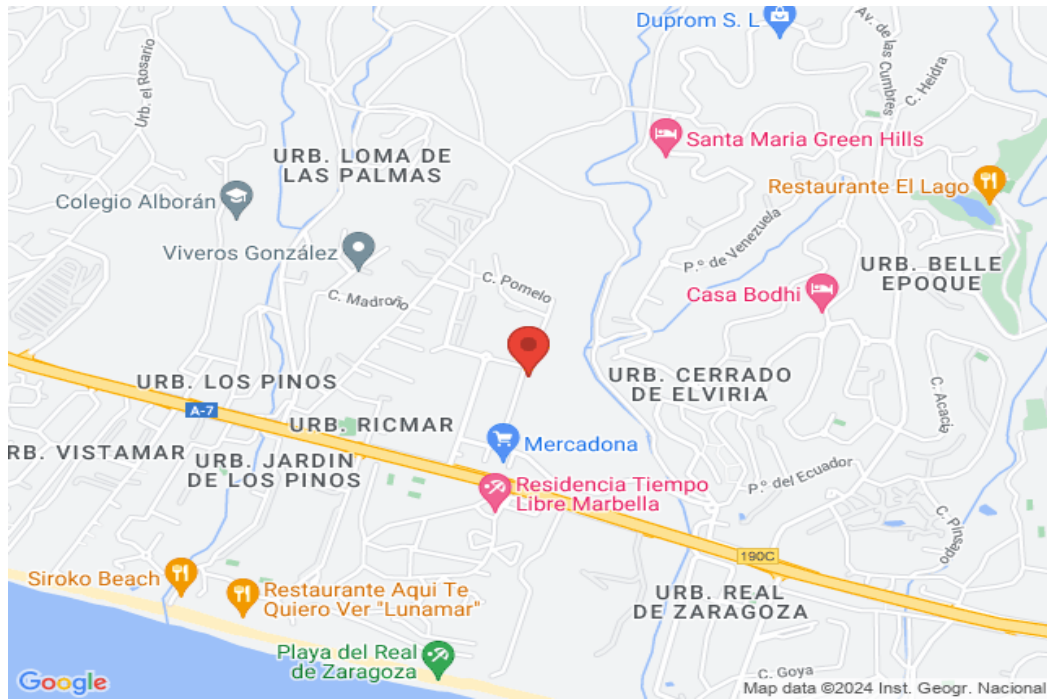 Duprom S. L
Av. de las
Cumbres
C. Heidra
Urb. el Rosario
Santa Maria Green Hills
URB. LOMA DE
LAS PALMAS
Restaurante El Lago
Colegio Alborán
P.º de Venezuela
Viveros González
URB. BELLE
EPOQUE
C. Pomelo
Casa Bodhi
C. Madroño
URB. CERRADO
DE ELVIRIA
URB. LOS PINOS
C. Acacia
A-7
URB. RICMAR
Mercadona
RB. VISTAMAR
URB. JARDIN
DE LOS PINOS
P.º del Ecuador
Residencia Tiempo
Libre Marbella
C. Pinsapo
190C
Siroko Beach
Restaurante Aqui Te
Quiero Ver "Lunamar"
URB. REAL
DE ZARAGOZA
Playa del Real
de Zaragoza
C. Goya
Google
Map data ©2024 Inst. Geogr. Nacional